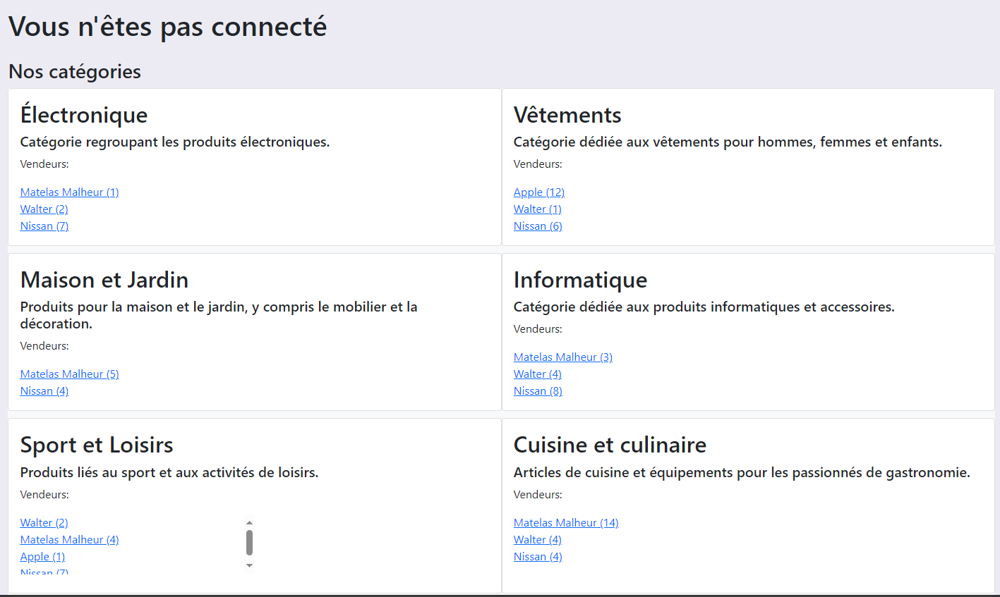 Vous n'êtes pas connecté
Nos catégories
Électronique
Catégorie regroupant les produits électroniques.
Vendeurs:
Matelas Malheur (1)
Walter (2)
Nissan (7)
Vêtements
Catégorie dédiée aux vêtements pour hommes, femmes et enfants.
Vendeurs:
Apple (12)
Walter (1)
Nissan (6)
Maison et Jardin
Produits pour la maison et le jardin, y compris le mobilier et la
décoration.
Vendeurs:
Matelas Malheur (5)
Nissan (4)
Informatique
Catégorie dédiée aux produits informatiques et accessoires.
Vendeurs:
Matelas Malheur (3)
Walter (4)
Nissan (8)
Sport et Loisirs
Produits liés au sport et aux activités de loisirs.
Vendeurs:
Walter (2)
Matelas Malheur (4)
Apple (1)
Nissan (7)
Cuisine et culinaire
Articles de cuisine et équipements pour les passionnés de gastronomie.
Vendeurs:
Matelas Malheur (14)
Walter (4)
Nissan (4)